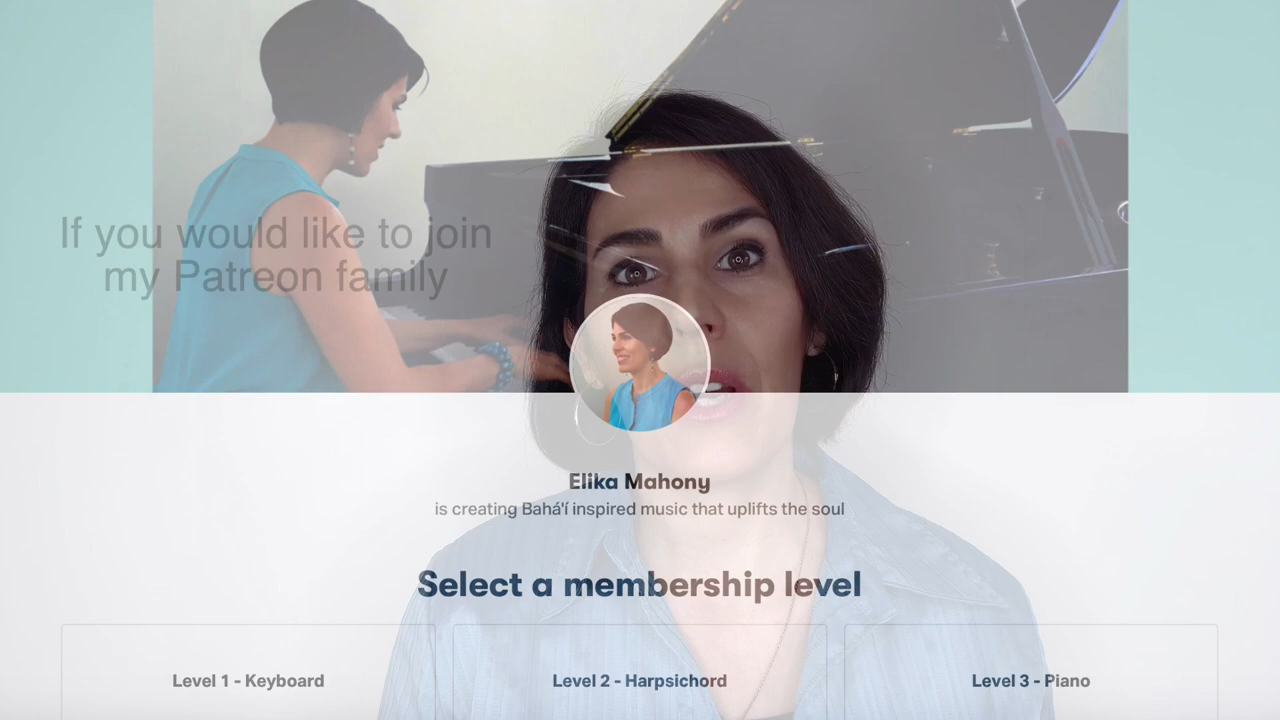 If you would like to join
my Patreon family
Elika Mahony
is creating Bahá'í inspired music that uplifts the soul
Select a membership level
Level 1 - Keyboard
Level 2 - Harpsichord
Level 3 - Piano